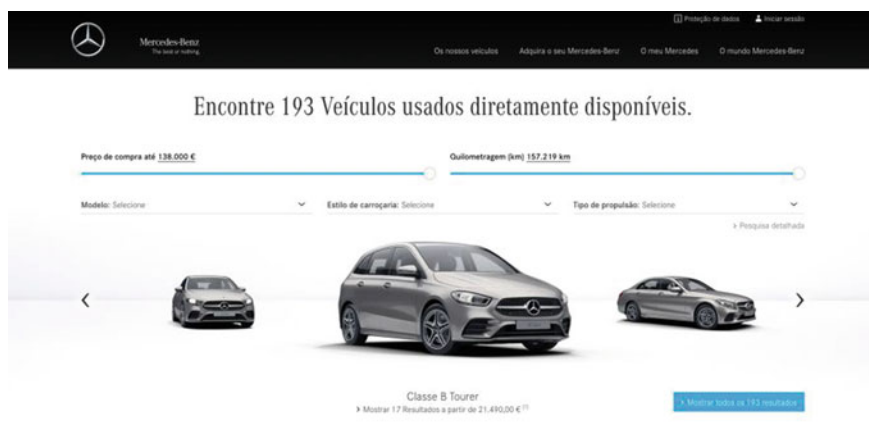 Proteção de dados Iniciar sessão
Mercedes-Benz
The best or nothing.
Os nossos veículos Adquira o seu Mercedes-Benz O meu Mercedes O mundo Mercedes-Benz
Encontre 193 Veículos usados diretamente disponíveis.
Preço de compra até 138.000 € Quilometragem (km) 157.219 km
Modelo: Selecione Estilo de carroçaria: Selecione Tipo de propulsão: Selecione
> Pesquisa detalhada
Classe B Tourer
> Mostrar 17 Resultados a partir de 21.490,00 € > Mostrar todos os 193 resultados